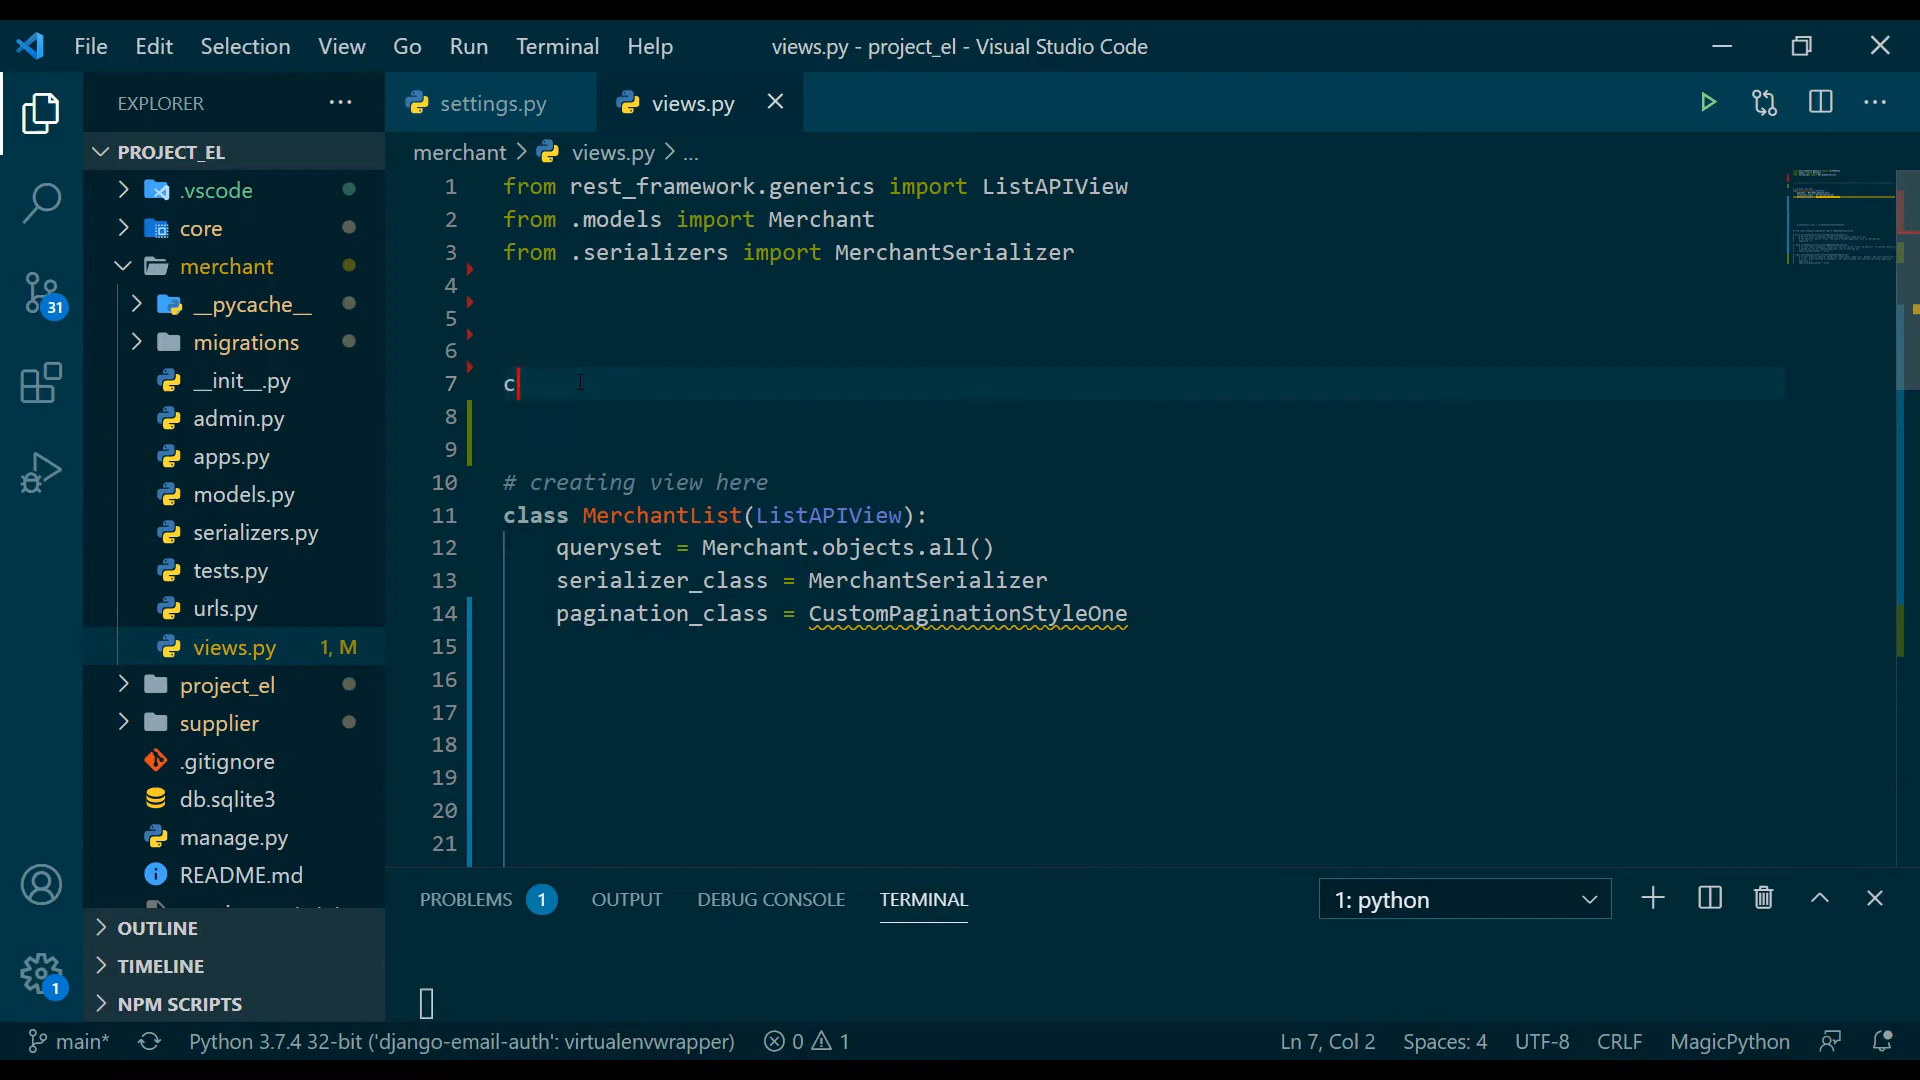 File Edit Selection View Go Run Terminal Help views.py - project_el - Visual Studio Code
EXPLORER
settings.py views.py
PROJECT_EL
merchant > views.py > ...
.vscode
core
merchant
__pycache__
migrations
__init__.py
admin.py
apps.py
models.py
serializers.py
tests.py
urls.py
views.py 1, M
project_el
supplier
.gitignore
db.sqlite3
manage.py
README.md
OUTLINE
TIMELINE
NPM SCRIPTS
31
1
1 from rest_framework.generics import ListAPIView
2 from .models import Merchant
3 from .serializers import MerchantSerializer
4
5
6
7 c
8
9
10 # creating view here
11 class MerchantList(ListAPIView):
12 queryset = Merchant.objects.all()
13 serializer_class = MerchantSerializer
14 pagination_class = CustomPaginationStyleOne
15
16
17
18
19
20
21
PROBLEMS 1 OUTPUT DEBUG CONSOLE TERMINAL 1: python
main* Python 3.7.4 32-bit ('django-email-auth': virtualenvwrapper) 0 1 Ln 7, Col 2 Spaces: 4 UTF-8 CRLF MagicPython